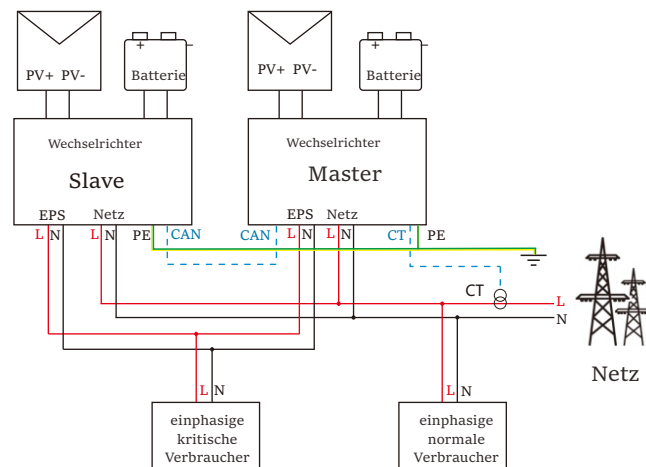 + −
+ −
PV+ PV- Batterie
PV+ PV- Batterie
Wechselrichter
Slave
EPS Netz
L N L N PE CAN
Wechselrichter
Master
EPS Netz
CAN L N L N CT PE
CT
L
N
Netz
L N
einphasige
kritische
Verbraucher
L N
einphasige
normale
Verbraucher